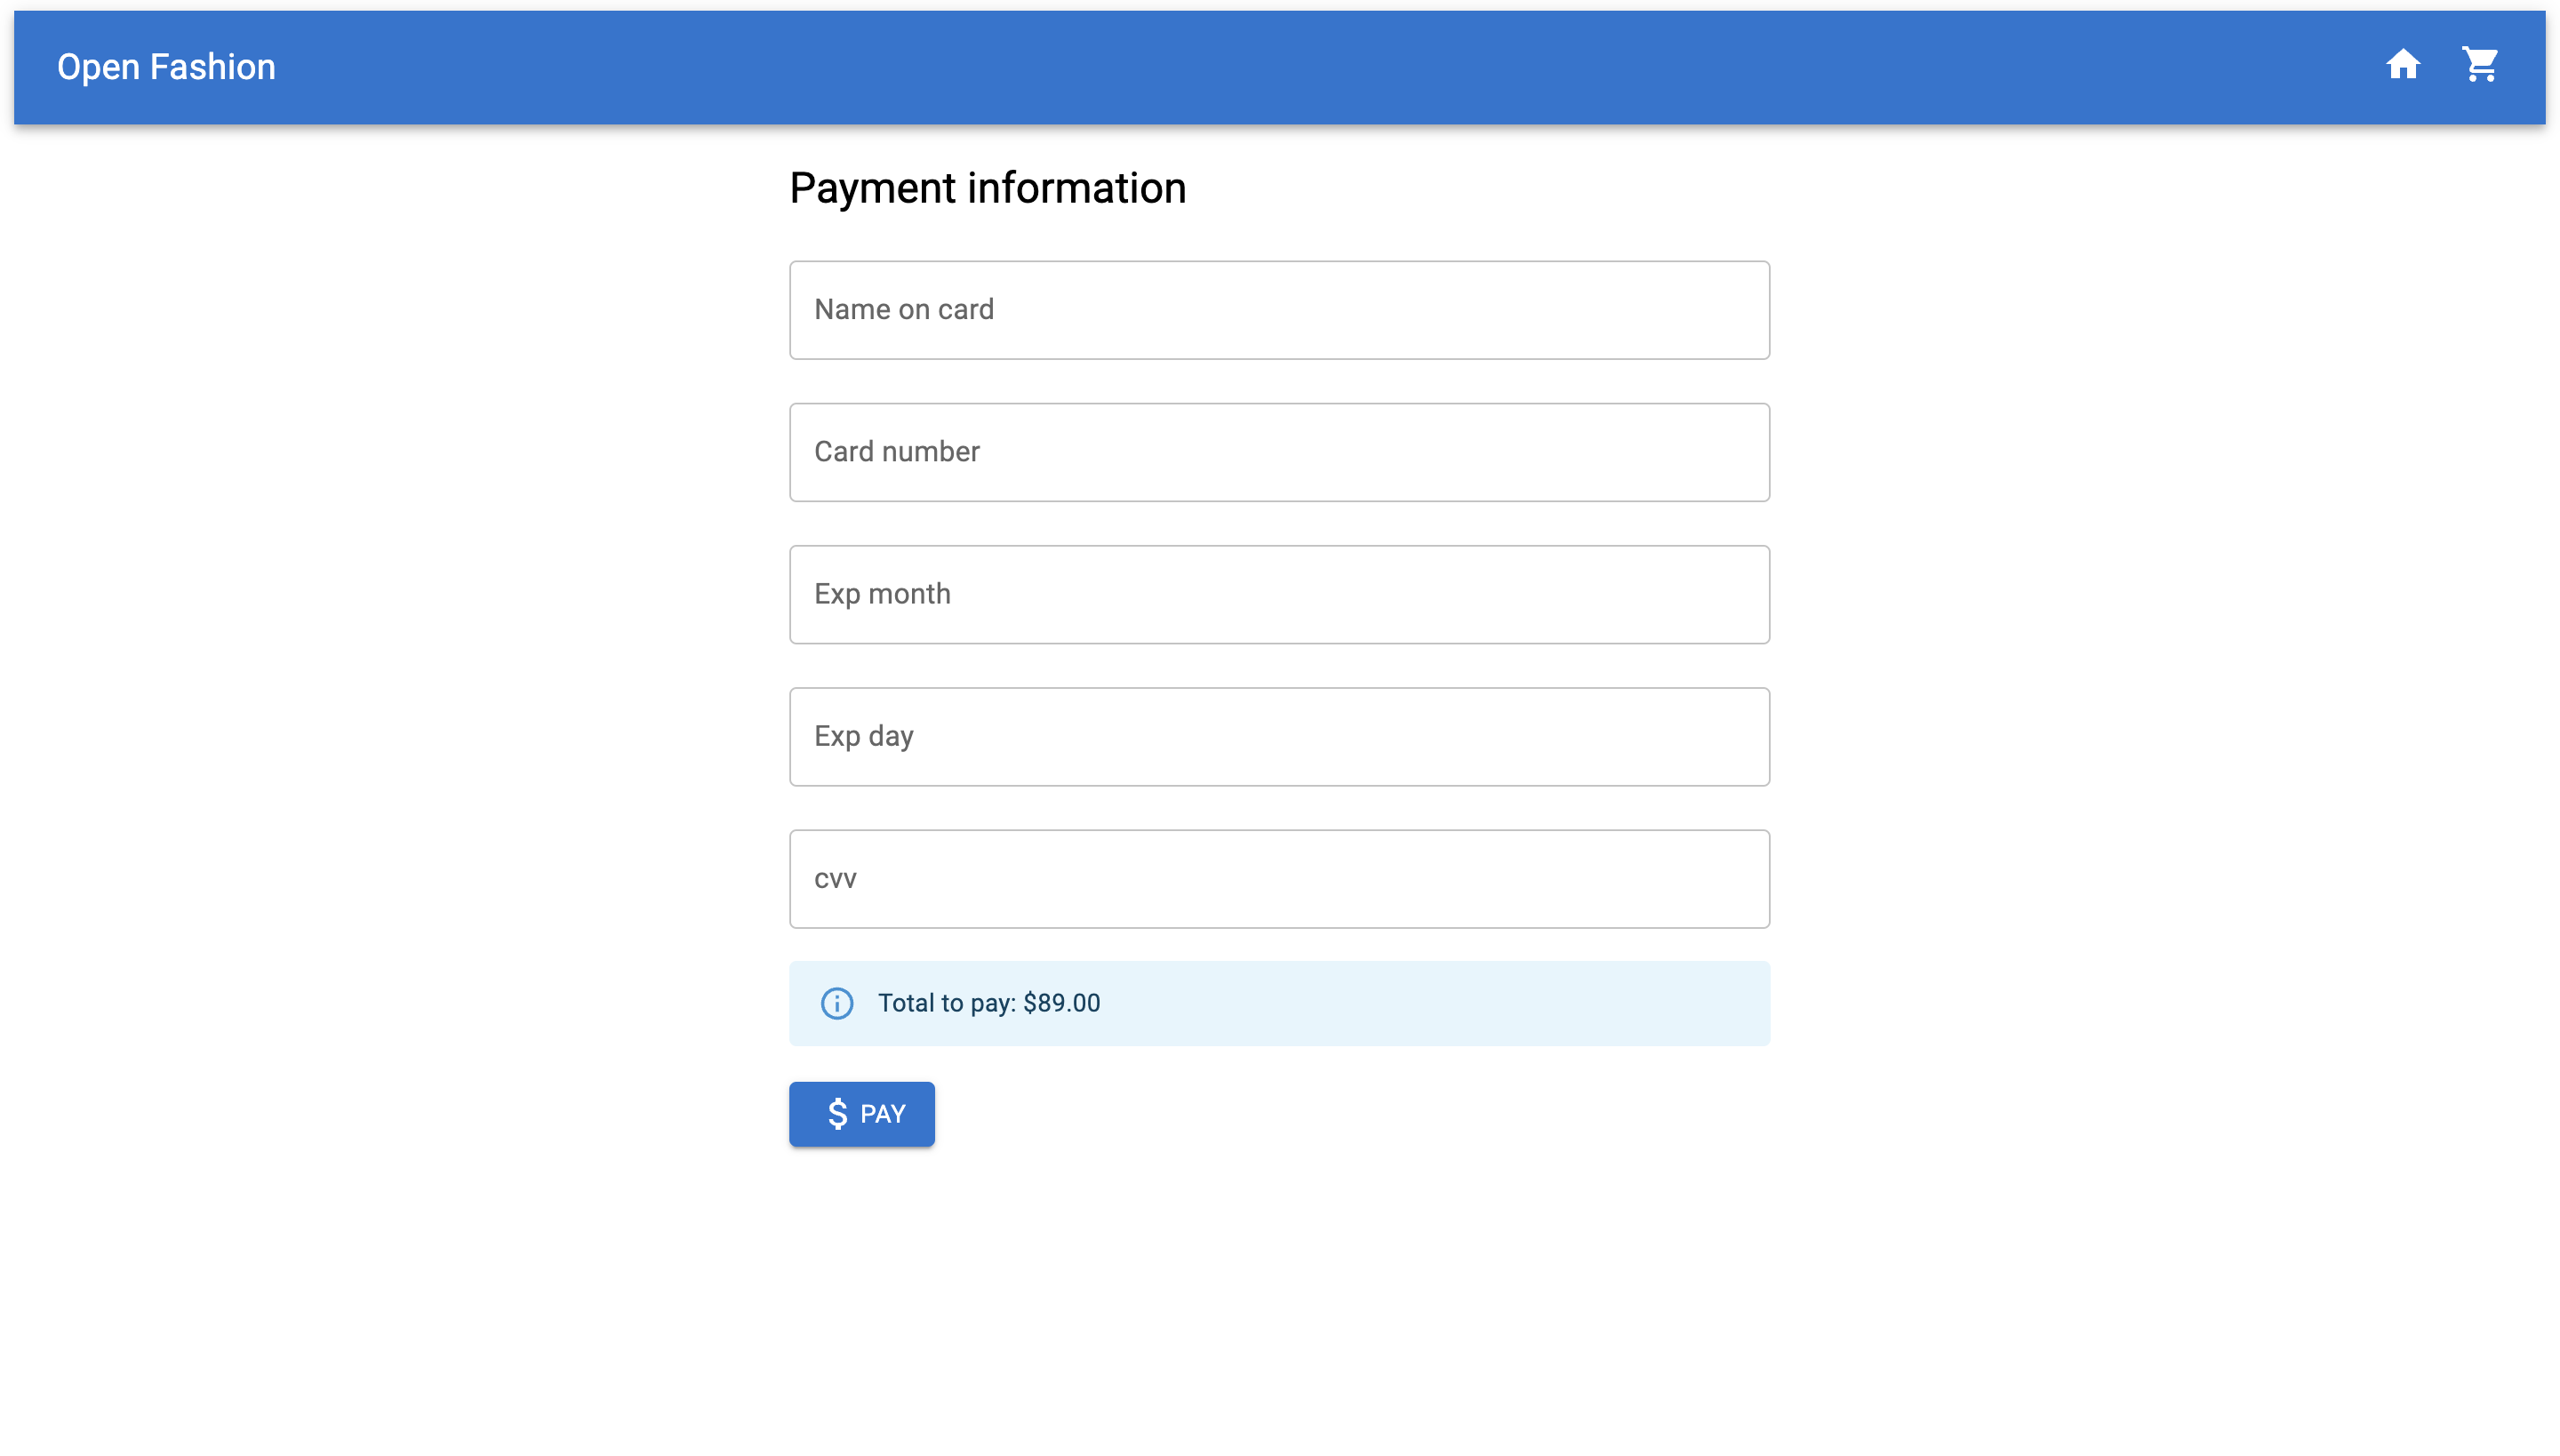 Open Fashion
Payment information
Name on card
Card number
Exp month
Exp day
cvv
Total to pay: $89.00
$ PAY